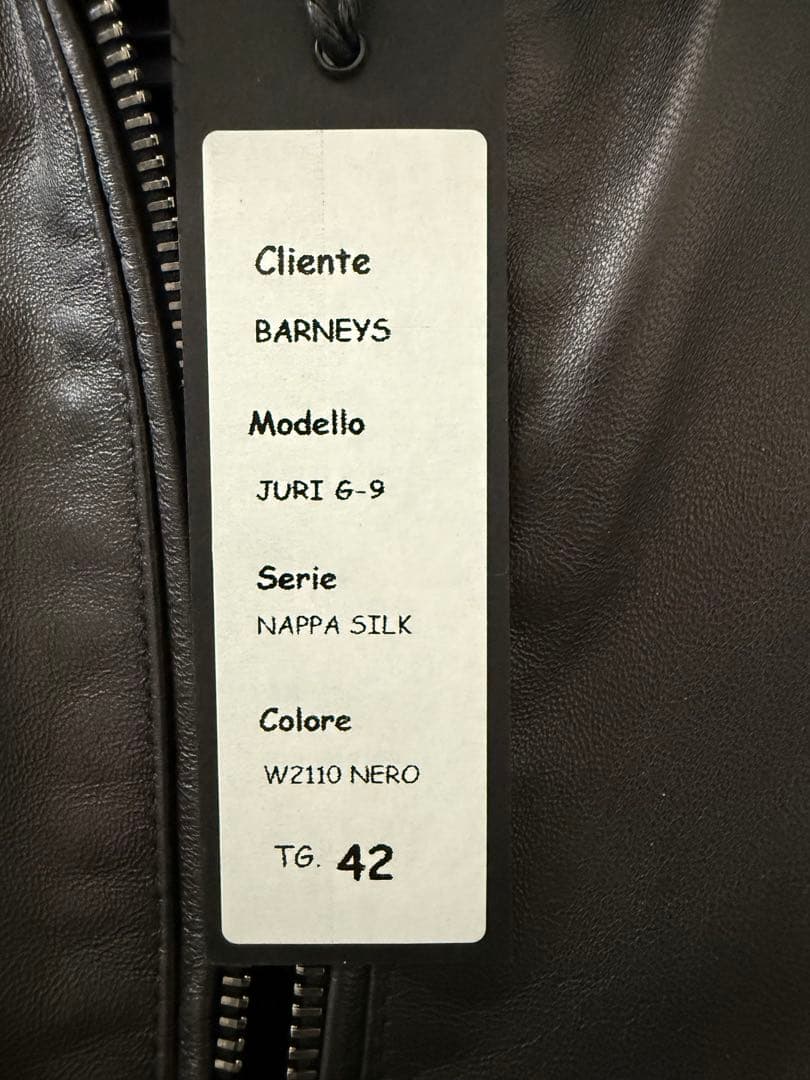 Cliente
BARNEYS
Modello
JURI G-9
Serie
NAPPA SILK
Colore
W2110 NERO
TG. 42